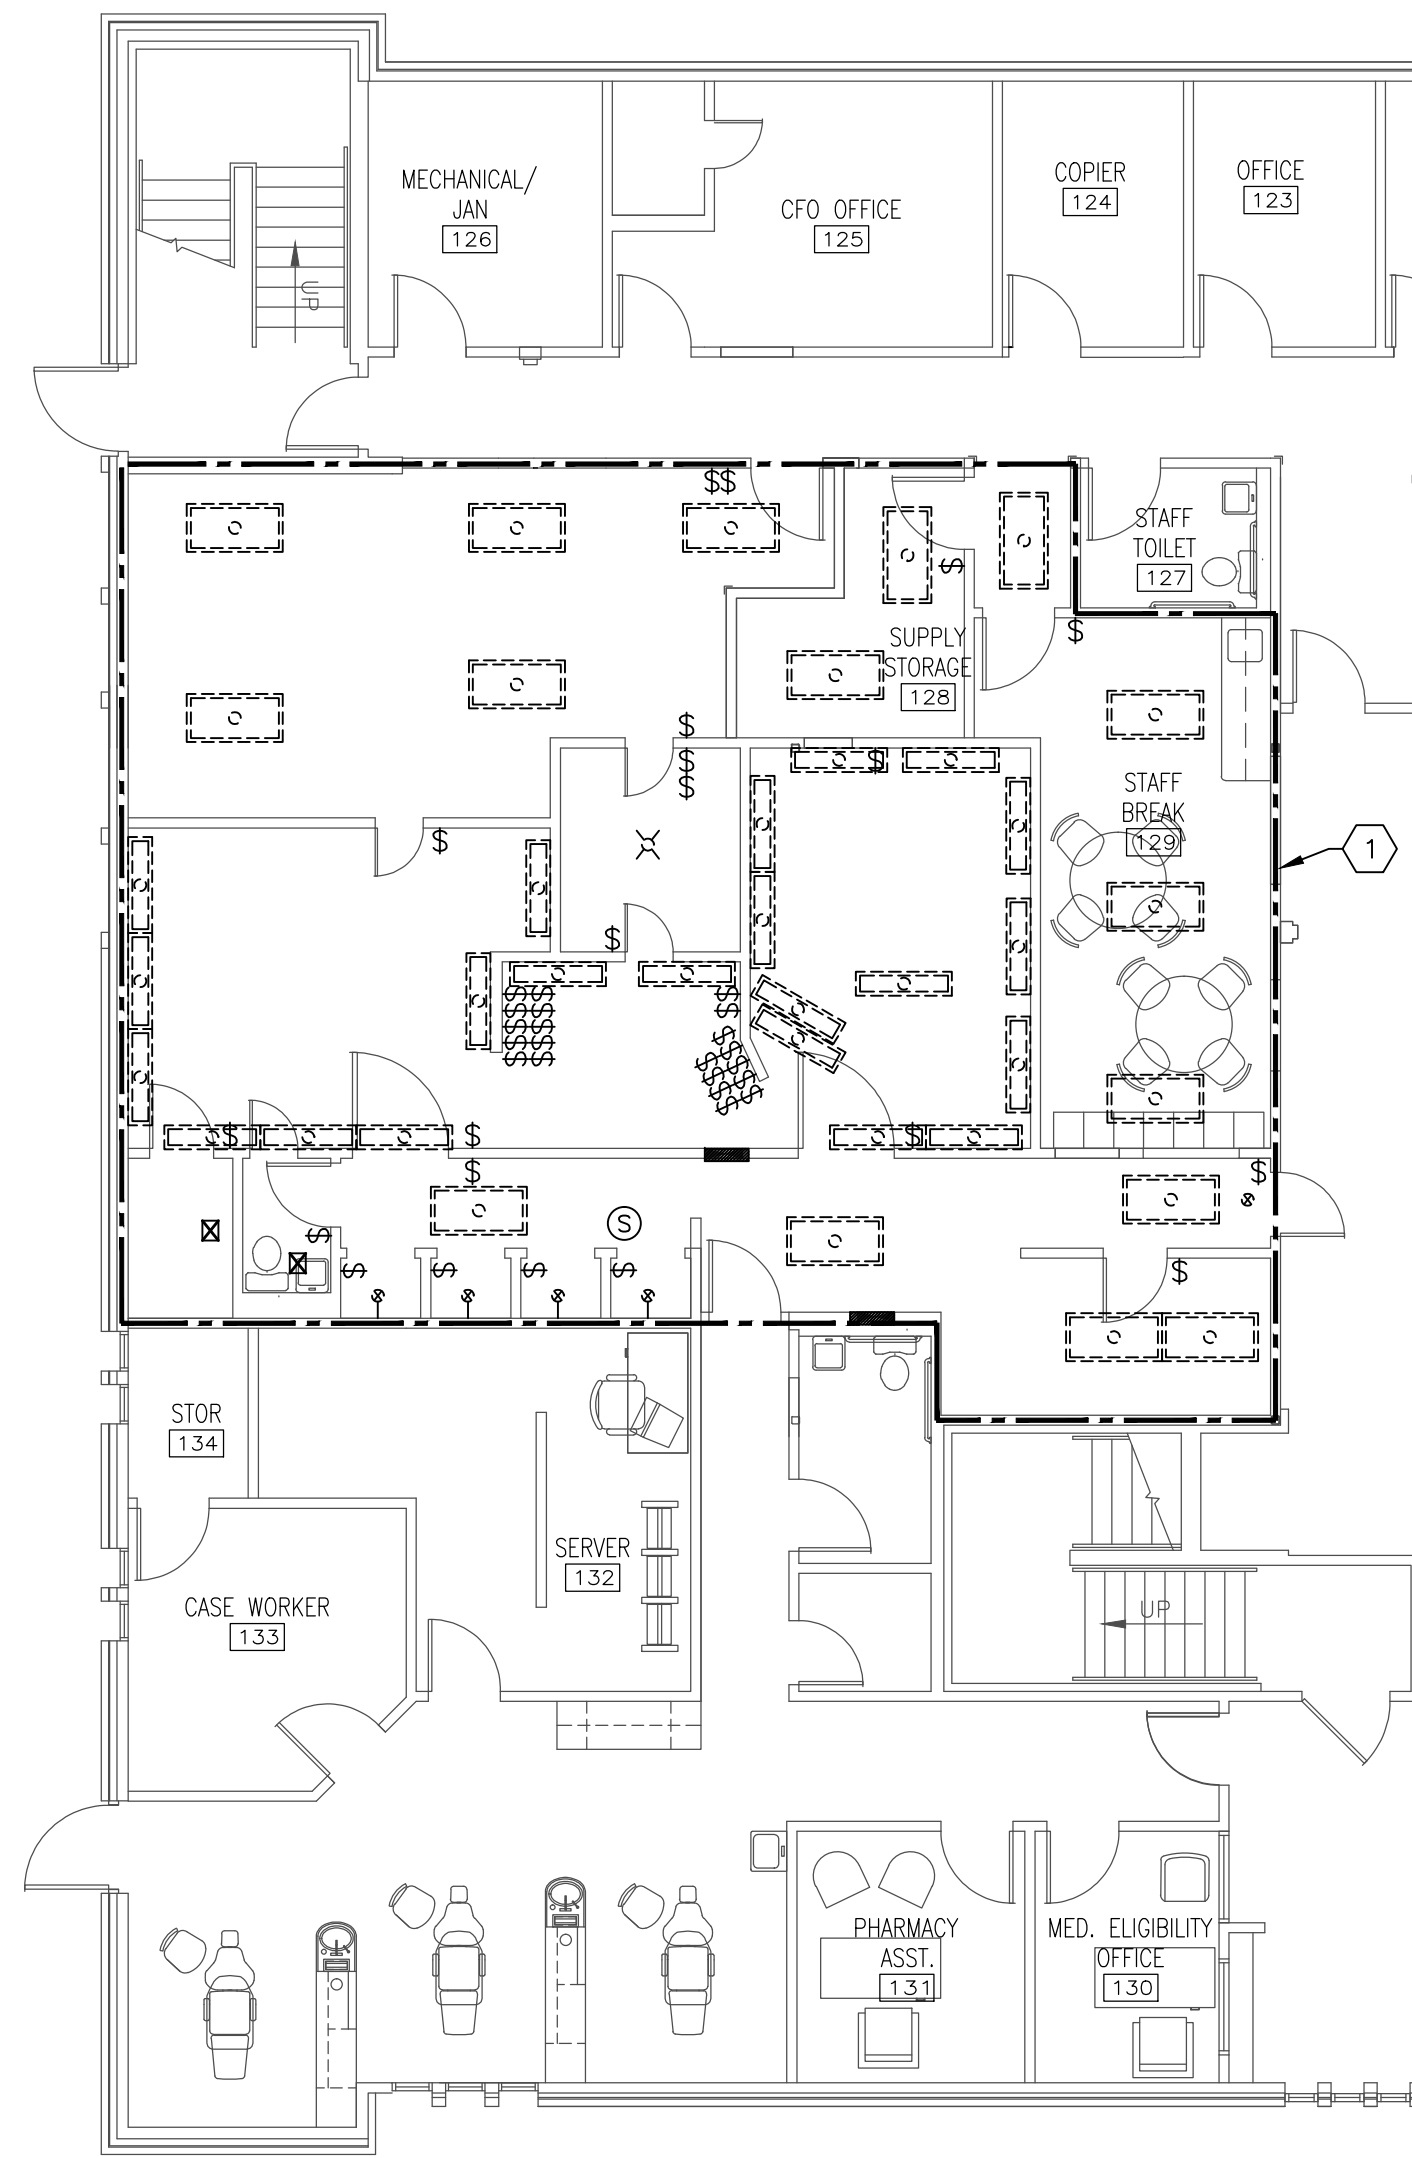 MECHANICAL/
JAN
126
CFO OFFICE
125
COPIER
124
OFFICE
123
UP
$$
STAFF
TOILET
127
$
SUPPLY
STORAGE
128
$
$
$
$
$
$
STAFF
BREAK
129
1
$
$
$$
$$
$$
$$
$$
$$
$$$$
$$$$
$
$
$
$
$
S
$
$
$
$
$
$
STOR
134
SERVER
132
CASE WORKER
133
UP
PHARMACY
ASST.
131
MED. ELIGIBILITY
OFFICE
130